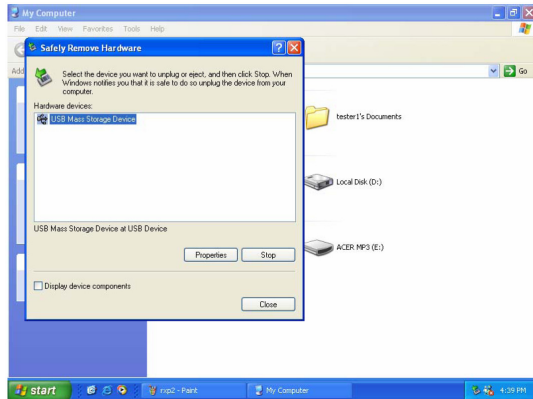 My Computer
File Edit View Favorites Tools Help
Safely Remove Hardware
Add
Go
Select the device you want to unplug or eject, and then click Stop. When
Windows notifies you that it is safe to do so unplug the device from your
computer.
Hardware devices:
USB Mass Storage Device
USB Mass Storage Device at USB Device
Properties Stop
Display device components
Close
tester1's Documents
Local Disk (D:)
ACER MP3 (E:)
start
rxp2 - Paint
My Computer
4:39 PM